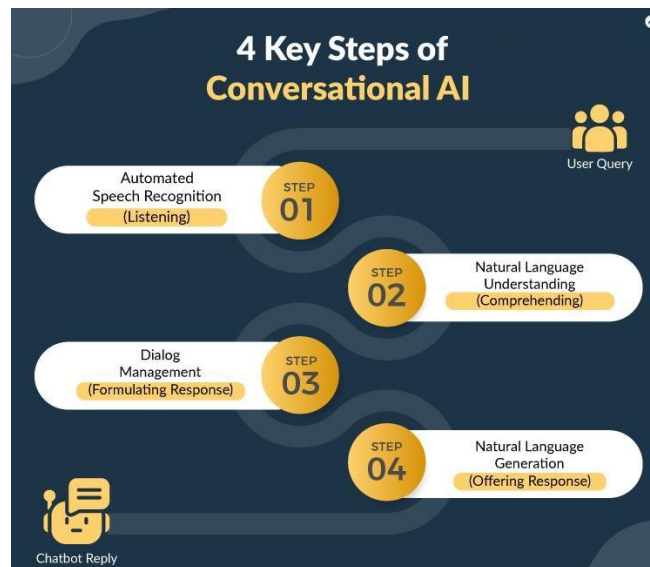 4 Key Steps of
Conversational AI
User Query
Automated
Speech Recognition
(Listening)
STEP
01
STEP
02
Natural Language
Understanding
(Comprehending)
Dialog
Management
(Formulating Response)
STEP
03
STEP
04
Natural Language
Generation
(Offering Response)
Chatbot Reply